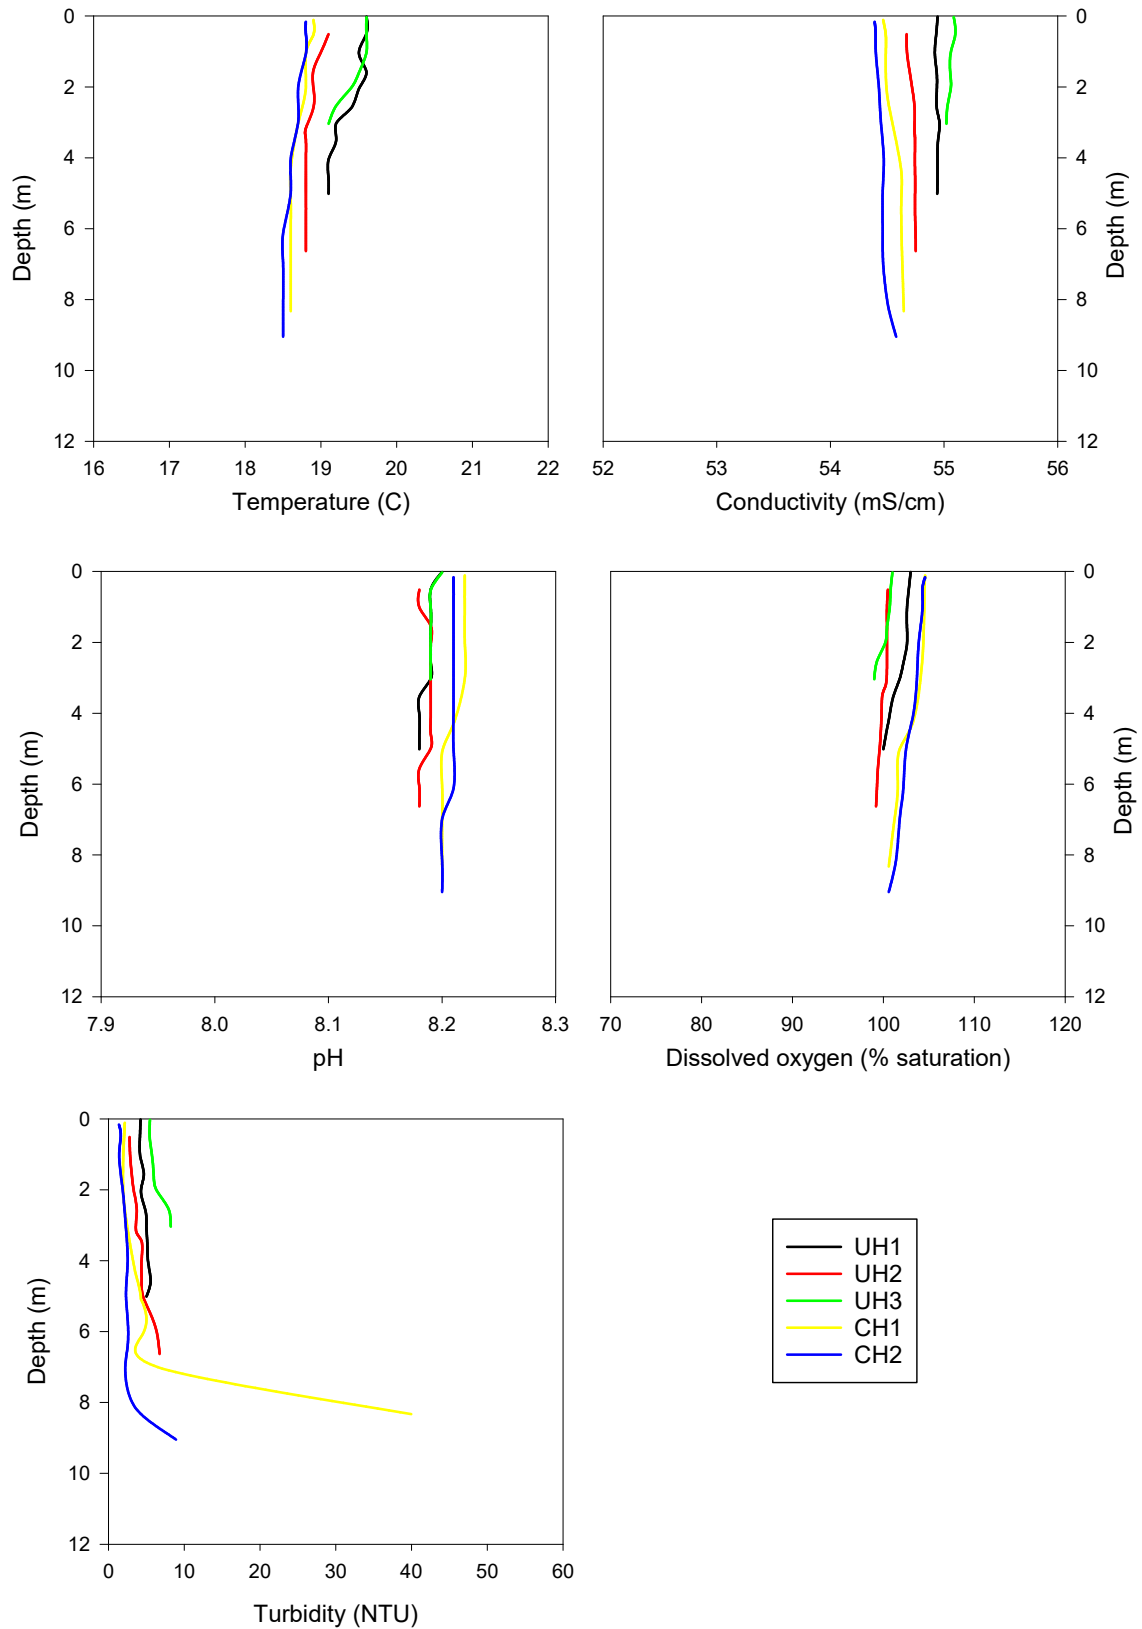 0
2
4
6
8
10
12
Depth (m)
16 17 18 19 20 21 22
Temperature (C)
0
2
4
6
8
10
12
Depth (m)
52 53 54 55 56
Conductivity (mS/cm)
0
2
4
6
8
10
12
Depth (m)
7.9 8.0 8.1 8.2 8.3
pH
0
2
4
6
8
10
12
Depth (m)
70 80 90 100 110 120
Dissolved oxygen (% saturation)
0
2
4
6
8
10
12
Depth (m)
0 10 20 30 40 50 60
Turbidity (NTU)
UH1
UH2
UH3
CH1
CH2